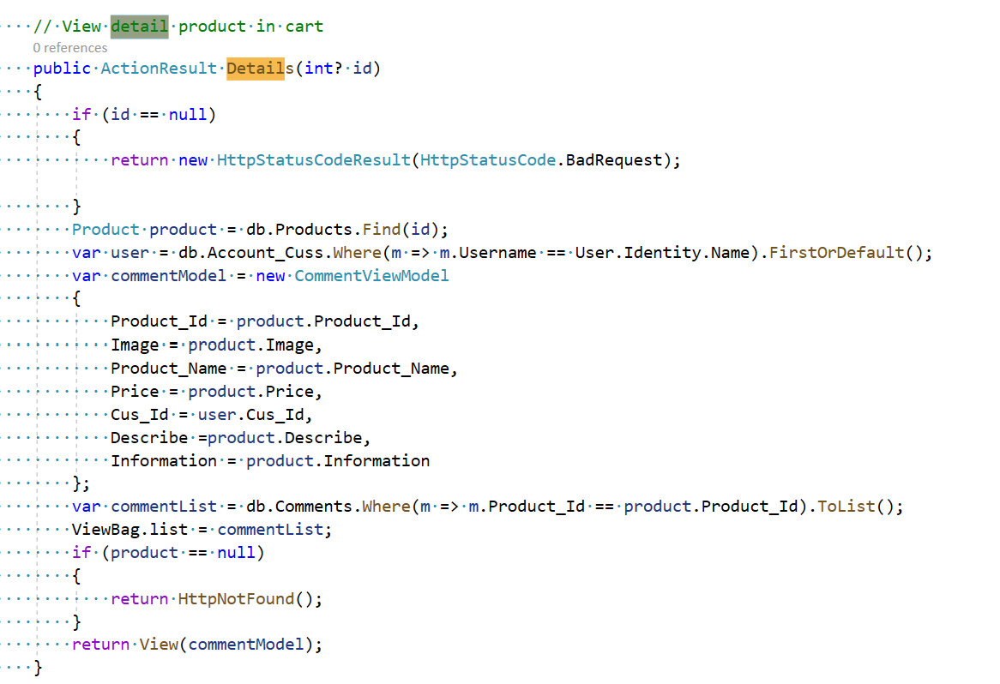 // View detail product in cart
0 references
public ActionResult Details(int? id)
{
if (id == null)
{
return new HttpStatusCodeResult(HttpStatusCode.BadRequest);
}
Product product = db.Products.Find(id);
var user = db.Account_Cuss.Where(m => m.Username == User.Identity.Name).FirstOrDefault();
var commentModel = new CommentViewModel
{
Product_Id = product.Product_Id,
Image = product.Image,
Product_Name = product.Product_Name,
Price = product.Price,
Cus_Id = user.Cus_Id,
Describe =product.Describe,
Information = product.Information
};
var commentList = db.Comments.Where(m => m.Product_Id == product.Product_Id).ToList();
ViewBag.list = commentList;
if (product == null)
{
return HttpNotFound();
}
return View(commentModel);
}